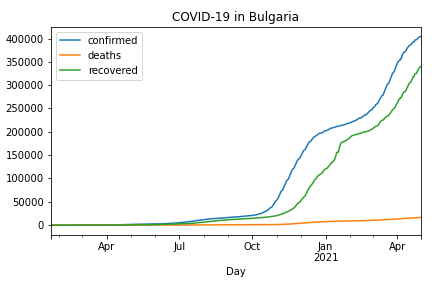 COVID-19 in Bulgaria
confirmed
deaths
recovered
400000
350000
300000
250000
200000
150000
100000
50000
0
Apr
Jul
Oct
Jan
2021
Apr
Day